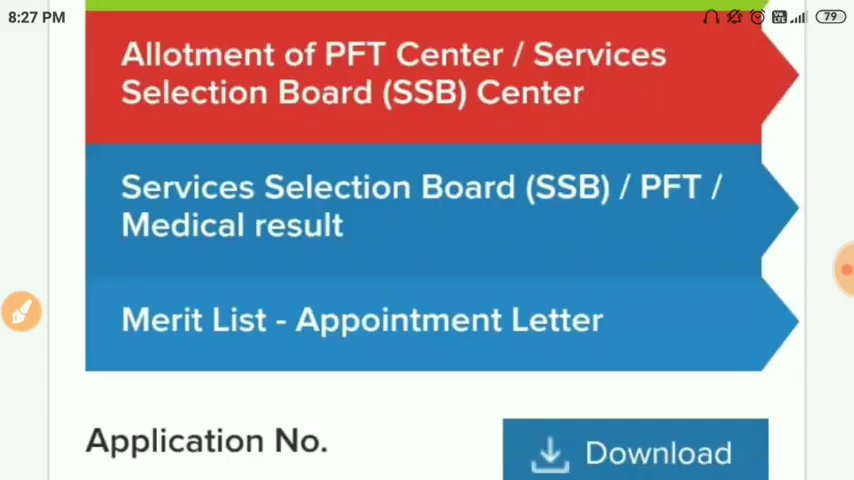 8:27 PM
79
Allotment of PFT Center / Services
Selection Board (SSB) Center
Services Selection Board (SSB) / PFT /
Medical result
Merit List - Appointment Letter
Application No.
Download